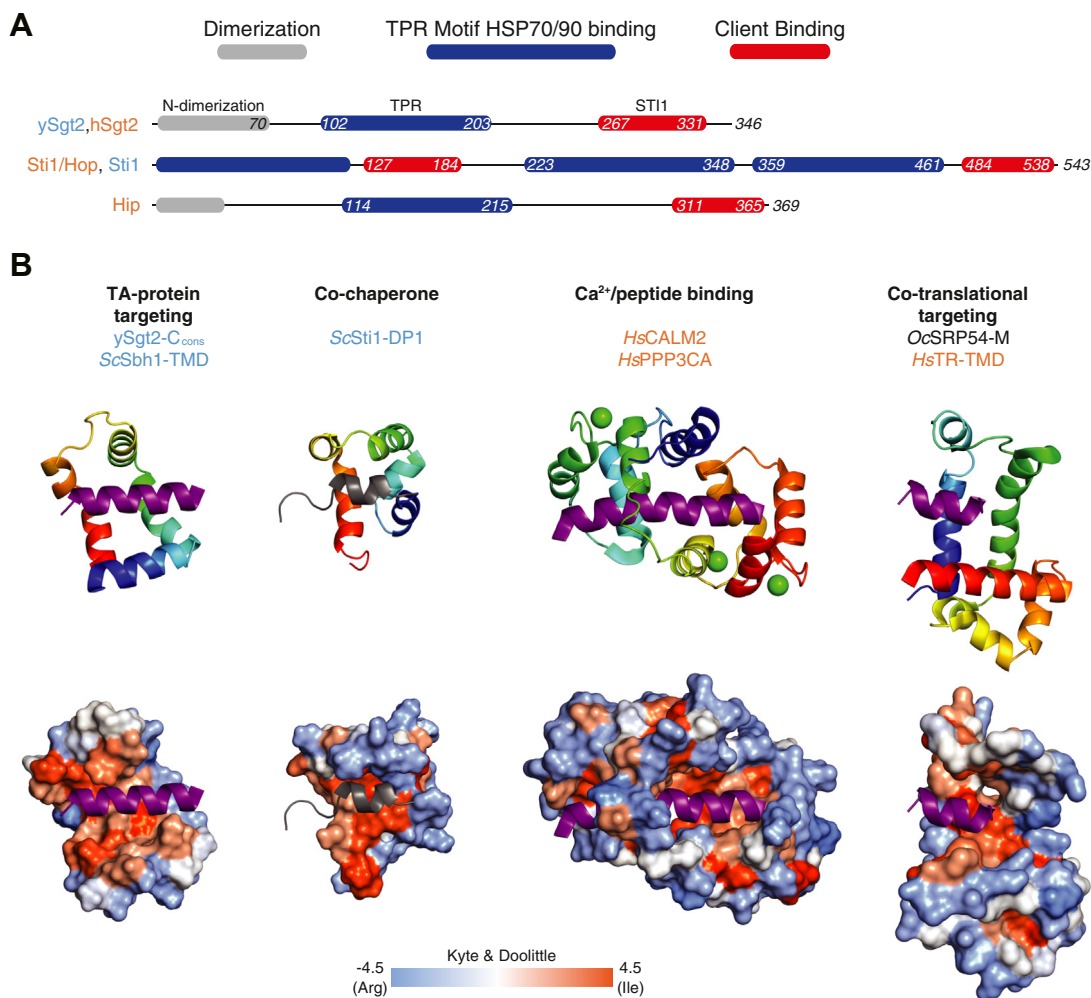 A
Dimerization TPR Motif HSP70/90 binding Client Binding
N-dimerization TPR STI1
ySgt2,hSgt2 70 102 203 267 331 346
Sti1/Hop, Sti1 127 184 223 348 359 461 484 538 543
Hip 114 215 311 365 369
B
TA-protein
targeting
ySgt2-Ccons
ScSbh1-TMD
Co-chaperone
ScSti1-DP1
Ca²⁺/peptide binding
HsCALM2
HsPPP3CA
Co-translational
targeting
OcSRP54-M
HsTR-TMD
Kyte & Doolittle
-4.5 4.5
(Arg) (Ile)